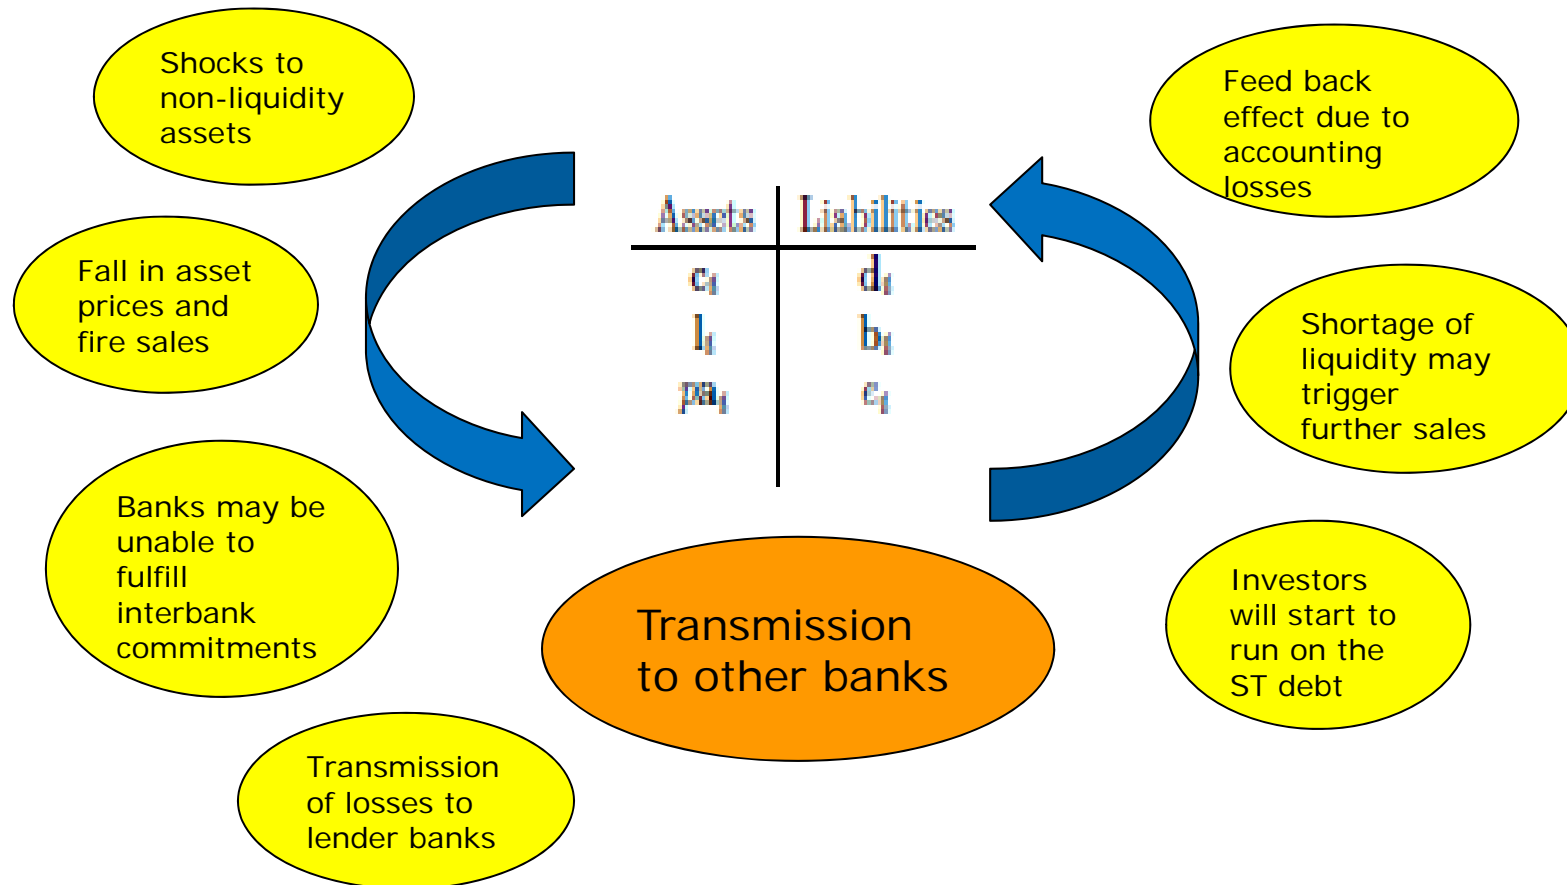 Shocks to
non-liquidity
assets
Fall in asset
prices and
fire sales
Banks may be
unable to
fulfill
interbank
commitments
Transmission
of losses to
lender banks
Assets Liabilities
c d
l b
pa e
Transmission
to other banks
Feed back
effect due to
accounting
losses
Shortage of
liquidity may
trigger
further sales
Investors
will start to
run on the
ST debt